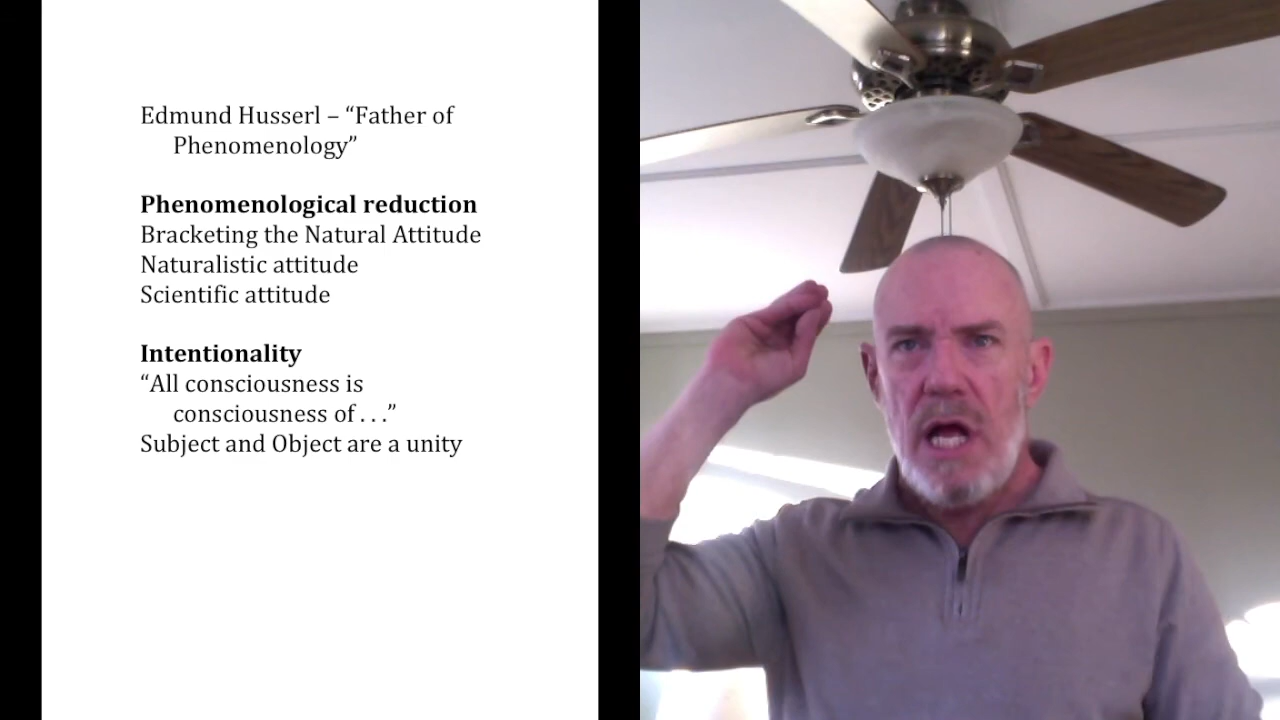 Edmund Husserl – “Father of
Phenomenology”
Phenomenological reduction
Bracketing the Natural Attitude
Naturalistic attitude
Scientific attitude
Intentionality
“All consciousness is
consciousness of . . .”
Subject and Object are a unity